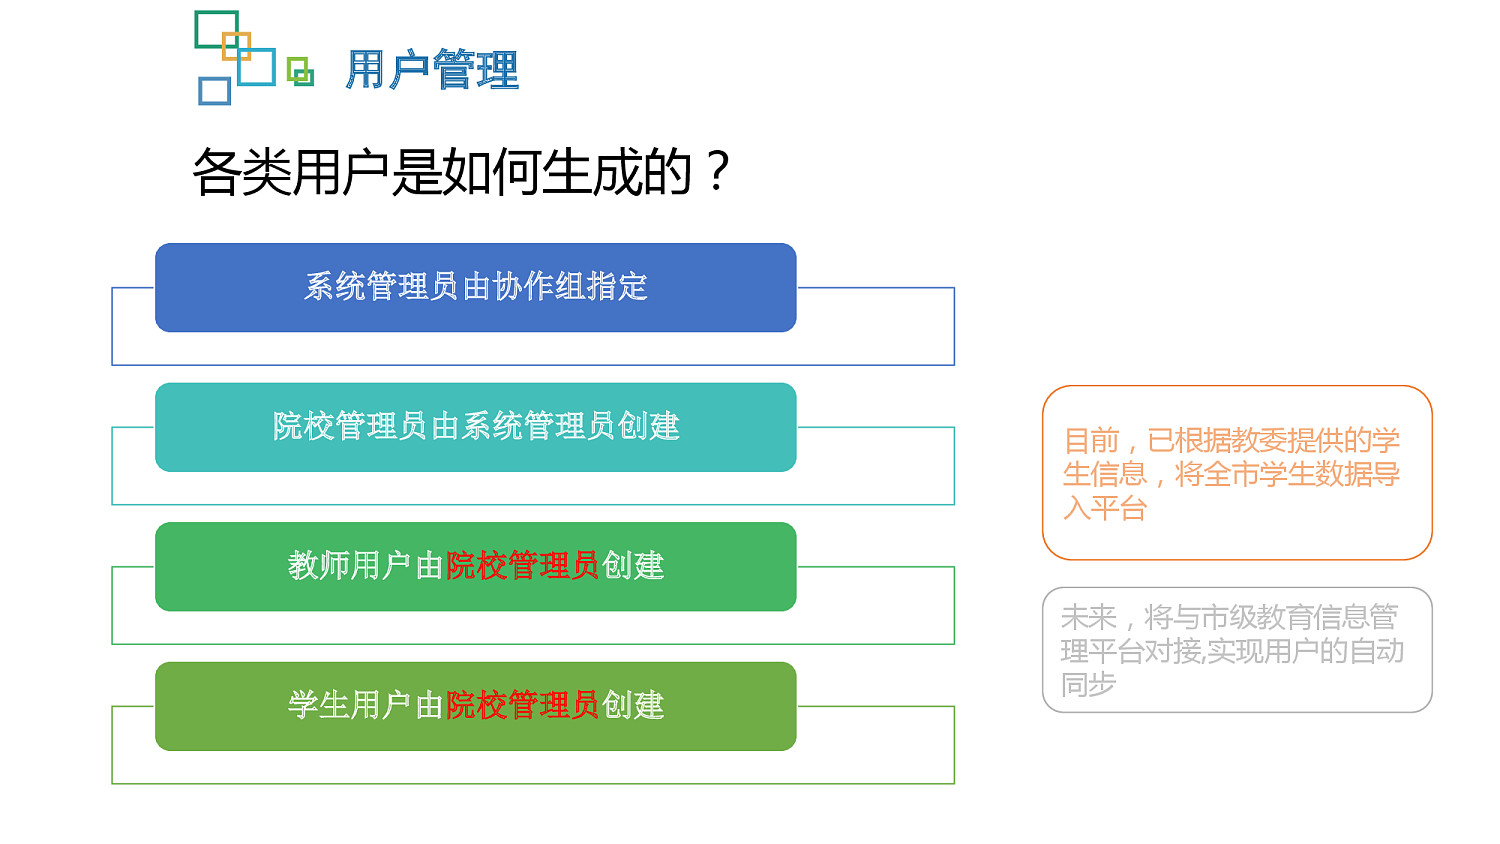 用户管理
各类用户是如何生成的？
系统管理员由协作组指定
院校管理员由系统管理员创建
教师用户由院校管理员创建
学生用户由院校管理员创建
目前，已根据教委提供的学
生信息，将全市学生数据导
入平台
未来，将与市级教育信息管
理平台对接,实现用户的自动
同步